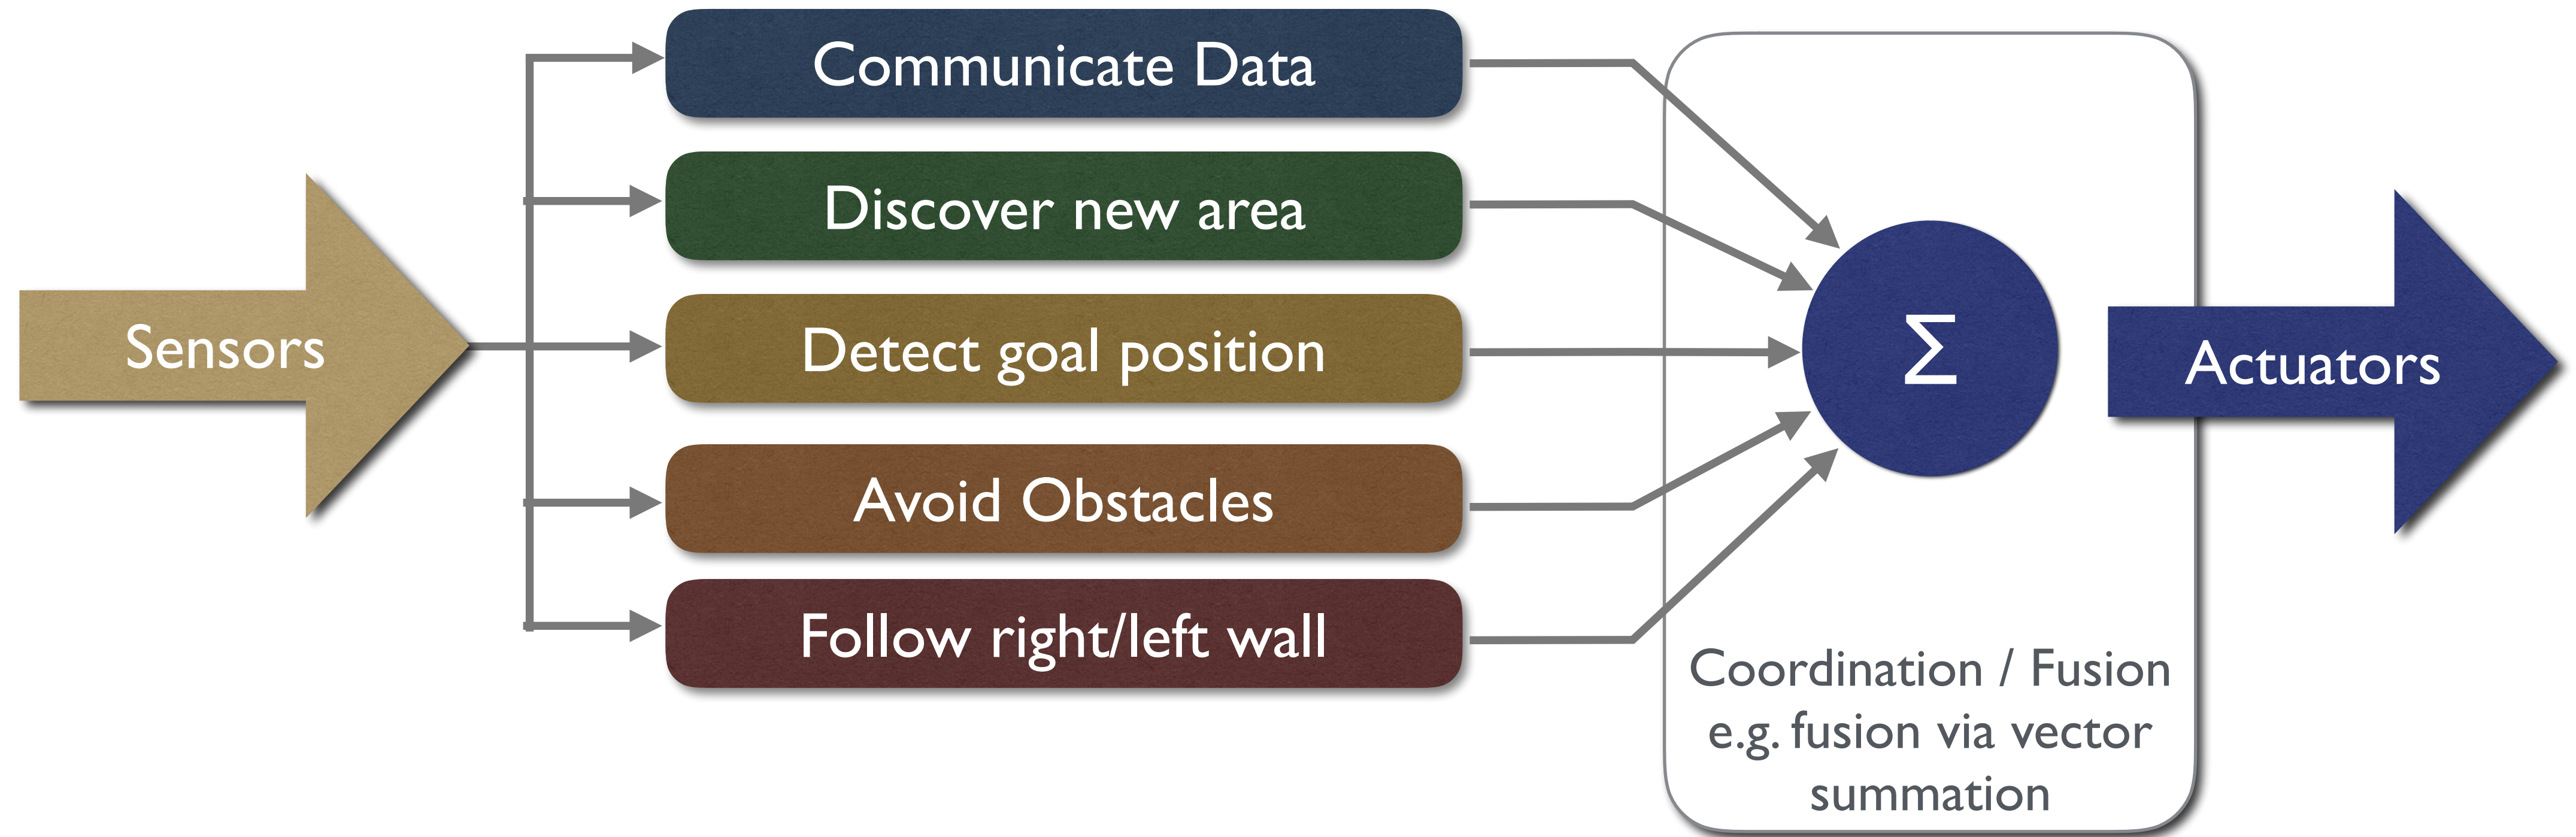 Sensors
Communicate Data
Discover new area
Detect goal position
Avoid Obstacles
Follow right/left wall
Σ
Coordination / Fusion
e.g. fusion via vector
summation
Actuators